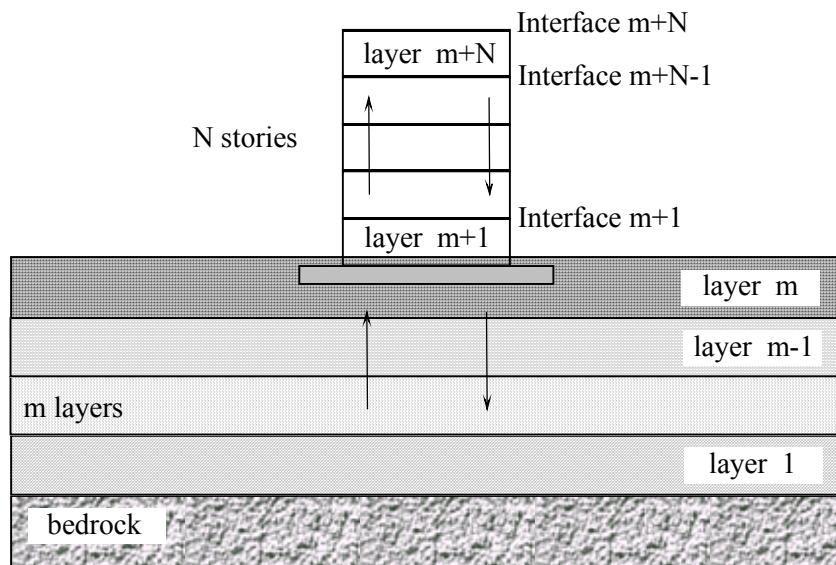 Interface m+N
layer m+N
Interface m+N-1
N stories
Interface m+1
layer m+1
layer m
layer m-1
m layers
layer 1
bedrock